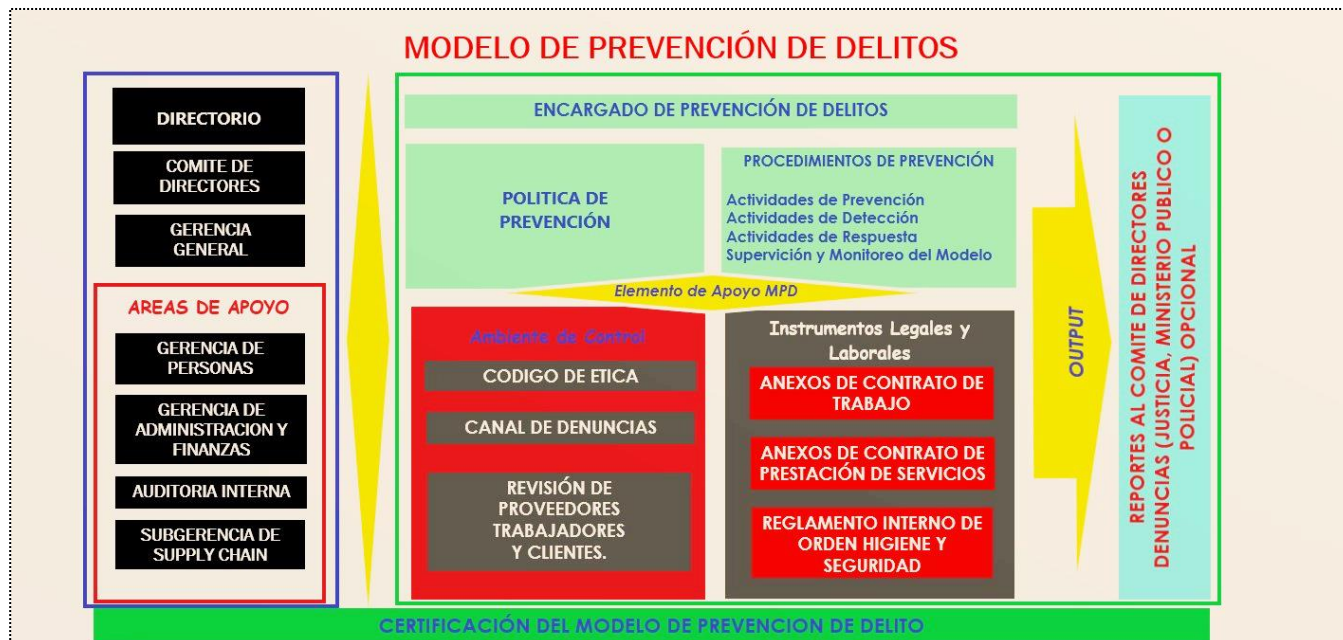 MODELO DE PREVENCIÓN DE DELITOS
DIRECTORIO
COMITE DE
DIRECTORES
GERENCIA
GENERAL
AREAS DE APOYO
GERENCIA DE
PERSONAS
GERENCIA DE
ADMINISTRACION Y
FINANZAS
AUDITORIA INTERNA
SUBGERENCIA DE
SUPPLY CHAIN
ENCARGADO DE PREVENCIÓN DE DELITOS
POLITICA DE
PREVENCIÓN
PROCEDIMIENTOS DE PREVENCIÓN
Actividades de Prevención
Actividades de Detección
Actividades de Respuesta
Supervición y Monitoreo del Modelo
Elemento de Apoyo MPD
Ambiente de Control
CODIGO DE ETICA
CANAL DE DENUNCIAS
REVISIÓN DE
PROVEEDORES
TRABAJADORES
Y CLIENTES.
Instrumentos Legales y
Laborales
ANEXOS DE CONTRATO DE
TRABAJO
ANEXOS DE CONTRATO DE
PRESTACIÓN DE SERVICIOS
REGLAMENTO INTERNO DE
ORDEN HIGIENE Y
SEGURIDAD
OUTPUT
REPORTES AL COMITE DE DIRECTORES
DENUNCIAS (JUSTICIA, MINISTERIO PUBLICO O
POLICIAL) OPCIONAL
CERTIFICACIÓN DEL MODELO DE PREVENCION DE DELITO